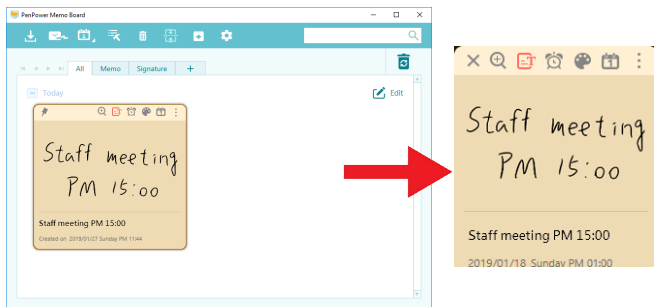 PenPower Memo Board
All Memo Signature +
Today
Edit
Staff meeting
PM 15:00
Staff meeting PM 15:00
Created on 2019/01/27 Sunday PM 11:44
Staff meeting
PM 15:00
Staff meeting PM 15:00
2019/01/18 Sunday PM 01:00